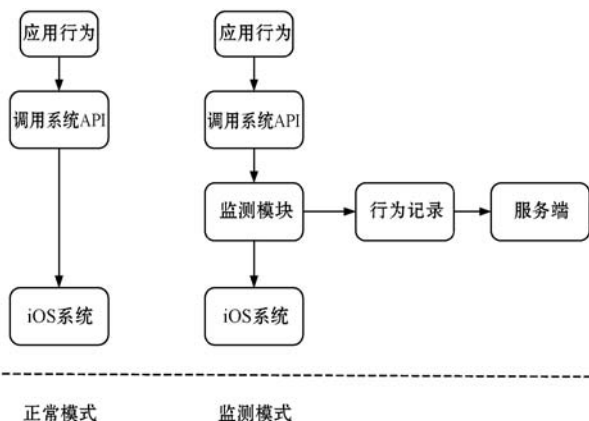 应用行为 应用行为
调用系统API 调用系统API
监测模块 行为记录 服务端
iOS系统 iOS系统
正常模式 监测模式